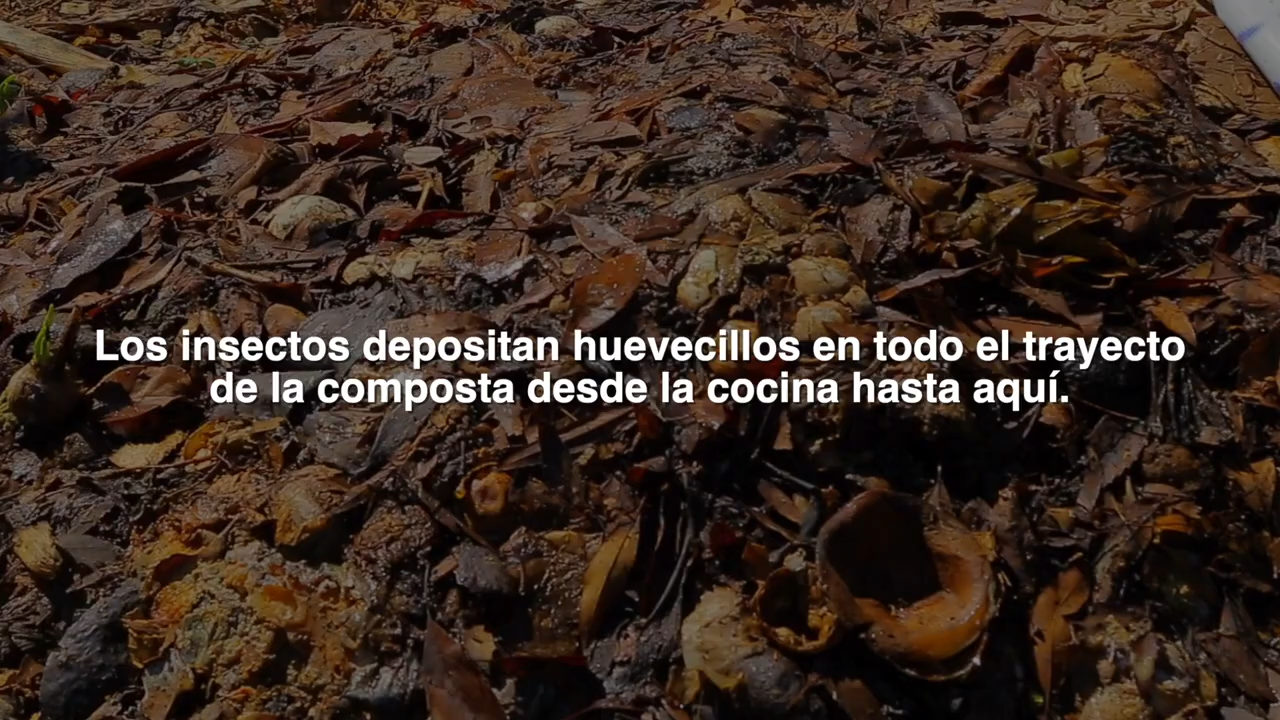 Los insectos depositan huevecillos en todo el trayecto
de la composta desde la cocina hasta aquí.